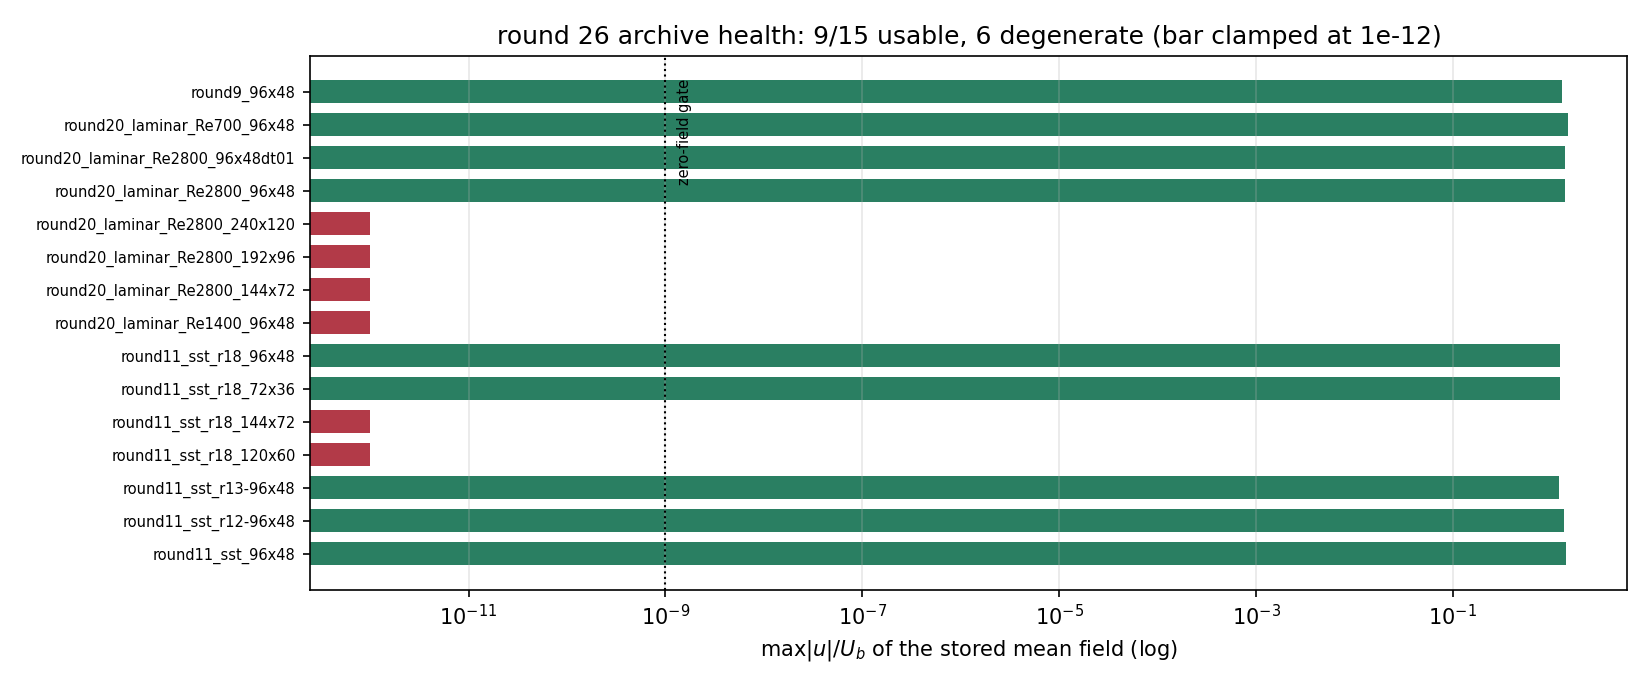 round 26 archive health: 9/15 usable, 6 degenerate (bar clamped at 1e-12)
round9_96x48
round20_laminar_Re700_96x48
round20_laminar_Re2800_96x48dt01
round20_laminar_Re2800_96x48
round20_laminar_Re2800_240x120
round20_laminar_Re2800_192x96
round20_laminar_Re2800_144x72
round20_laminar_Re1400_96x48
round11_sst_r18_96x48
round11_sst_r18_72x36
round11_sst_r18_144x72
round11_sst_r18_120x60
round11_sst_r13-96x48
round11_sst_r12-96x48
round11_sst_96x48
zero-field gate
10⁻¹¹ 10⁻⁹ 10⁻⁷ 10⁻⁵ 10⁻³ 10⁻¹
max|u|/U_b of the stored mean field (log)